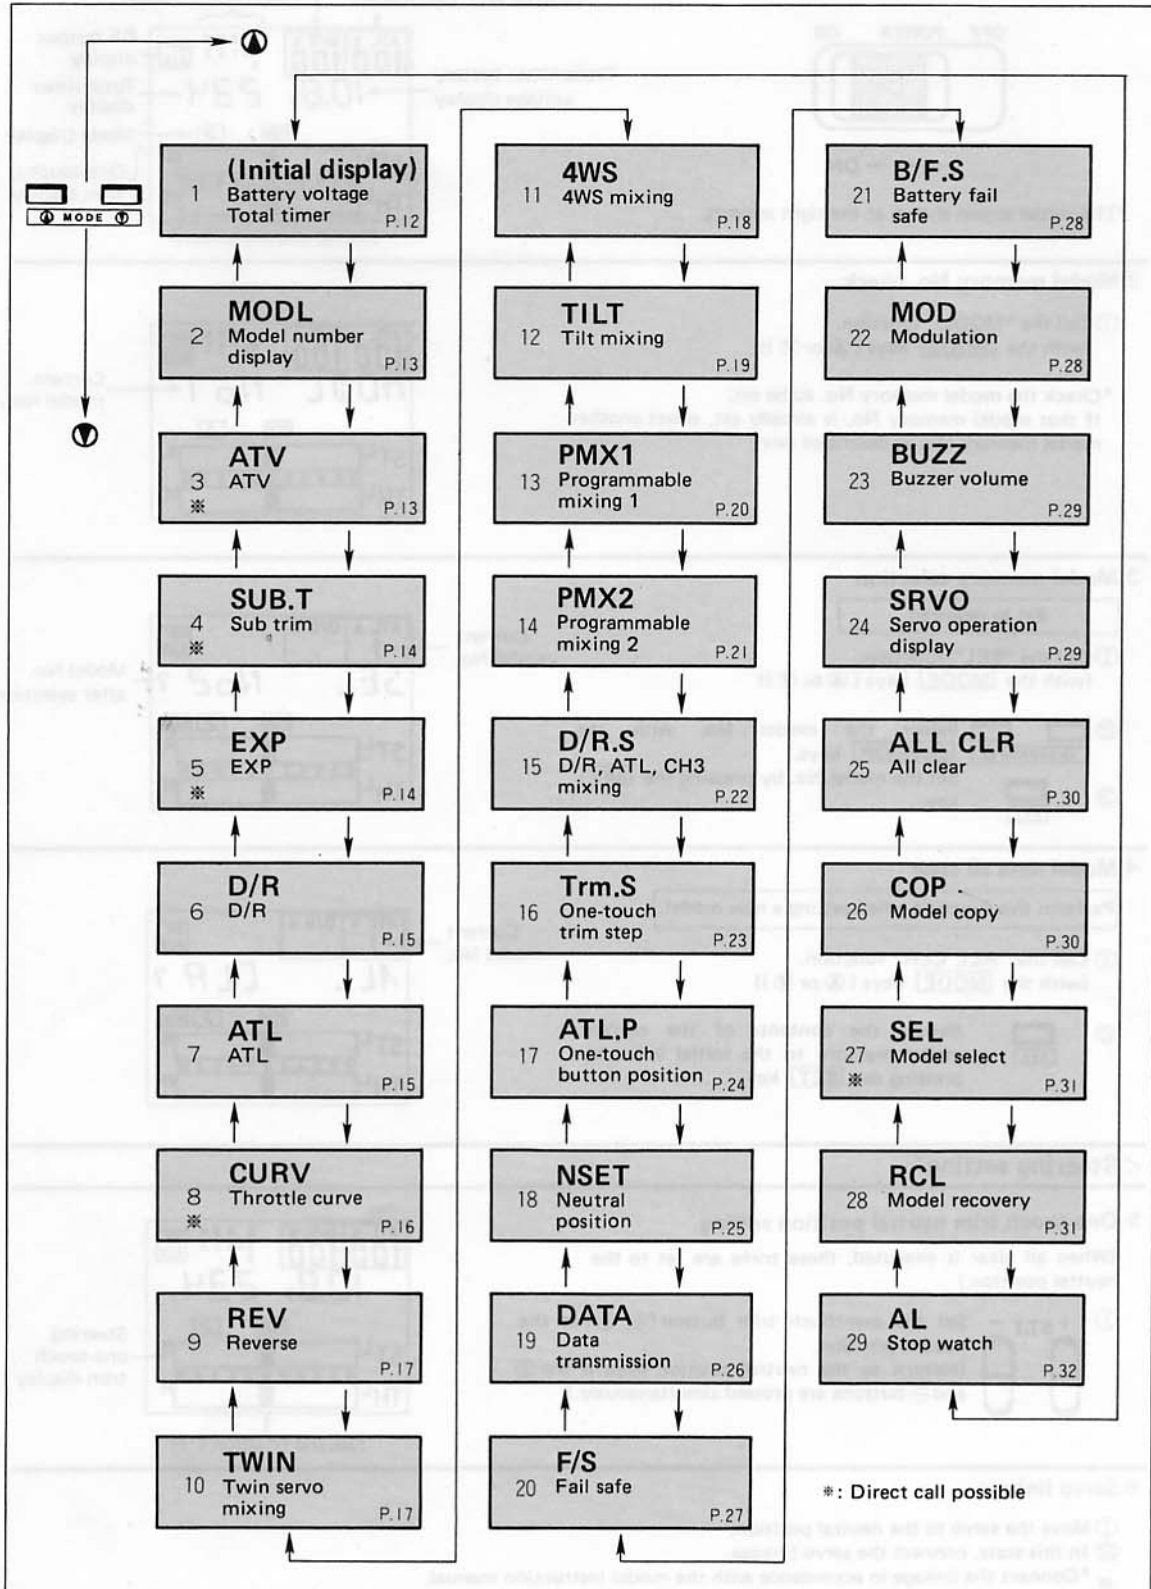 MODE
(Initial display)
1 Battery voltage
Total timer
P.12
MODL
2 Model number
display
P.13
ATV
3 ATV
※
P.13
SUB.T
4 Sub trim
※
P.14
EXP
5 EXP
※
P.14
D/R
6 D/R
P.15
ATL
7 ATL
P.15
CURV
8 Throttle curve
※
P.16
REV
9 Reverse
P.17
TWIN
10 Twin servo
mixing
P.17
4WS
11 4WS mixing
P.18
TILT
12 Tilt mixing
P.19
PMX1
13 Programmable
mixing 1
P.20
PMX2
14 Programmable
mixing 2
P.21
D/R.S
15 D/R, ATL, CH3
mixing
P.22
Trm.S
16 One-touch
trim step
P.23
ATL.P
17 One-touch
button position
P.24
NSET
18 Neutral
position
P.25
DATA
19 Data
transmission
P.26
F/S
20 Fail safe
P.27
B/F.S
21 Battery fail
safe
P.28
MOD
22 Modulation
P.28
BUZZ
23 Buzzer volume
P.29
SRVO
24 Servo operation
display
P.29
ALL CLR
25 All clear
P.30
COP
26 Model copy
P.30
SEL
27 Model select
※
P.31
RCL
28 Model recovery
P.31
AL
29 Stop watch
P.32
※: Direct call possible